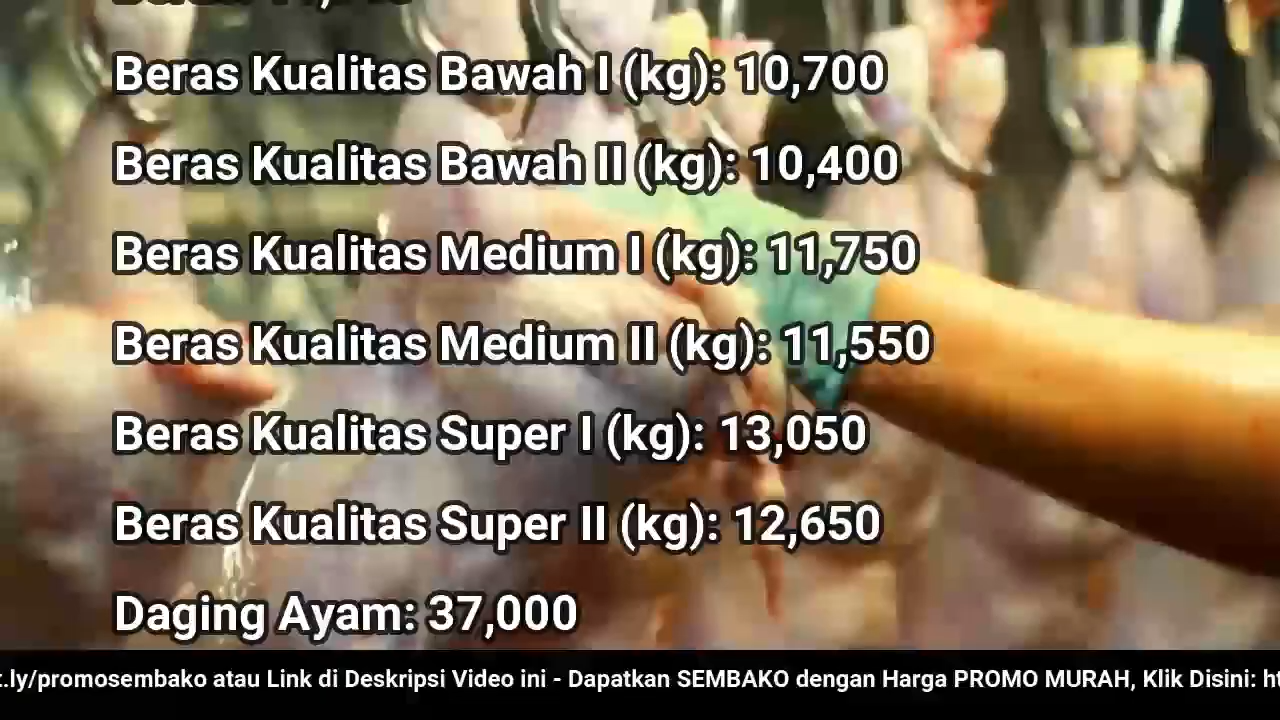 Beras Kualitas Bawah I (kg): 10,700
Beras Kualitas Bawah II (kg): 10,400
Beras Kualitas Medium I (kg): 11,750
Beras Kualitas Medium II (kg): 11,550
Beras Kualitas Super I (kg): 13,050
Beras Kualitas Super II (kg): 12,650
Daging Ayam: 37,000
t.ly/promosembako atau Link di Deskripsi Video ini - Dapatkan SEMBAKO dengan Harga PROMO MURAH, Klik Disini: ht